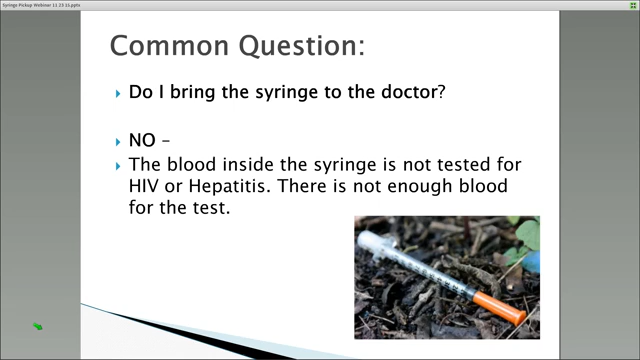 Syringe Pickup Webinar 11 23 15.pptx
Common Question:
Do I bring the syringe to the doctor?
NO –
The blood inside the syringe is not tested for
HIV or Hepatitis. There is not enough blood
for the test.